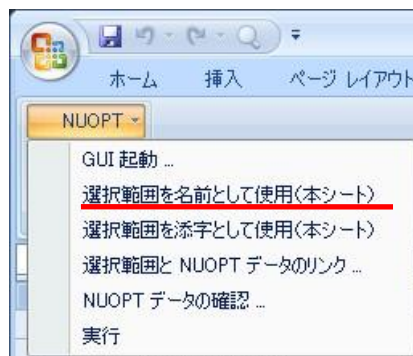 ホーム 挿入 ページ レイアウト
NUOPT
GUI 起動 ...
選択範囲を名前として使用(本シート)
選択範囲を添字として使用(本シート)
選択範囲と NUOPT データのリンク ...
NUOPT データの確認 ...
実行